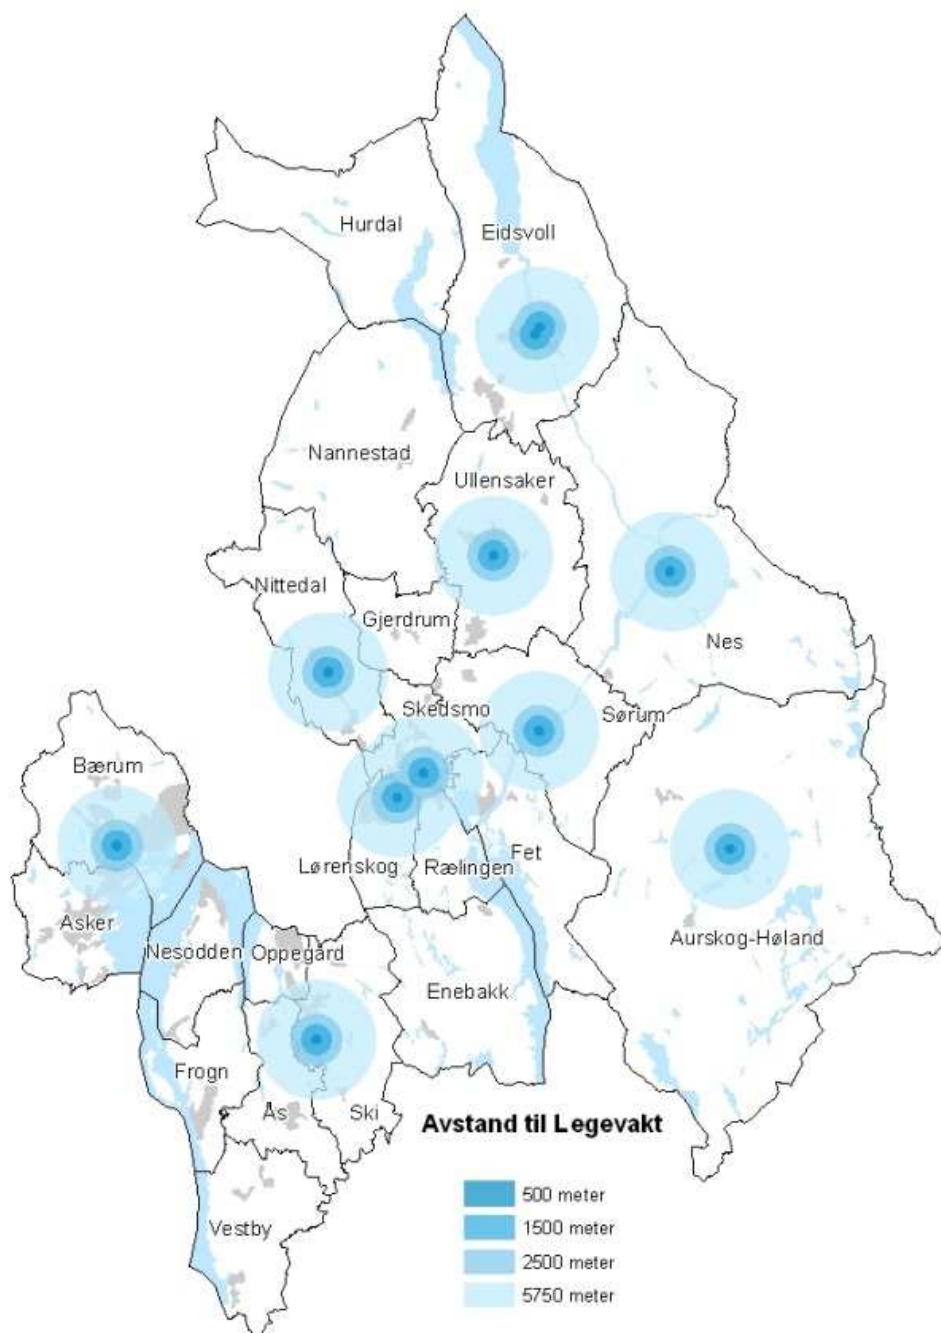 Hurdal
Eidsvoll
Nannestad
Ullensaker
Nittedal
Gjerdrum
Nes
Skedsmo
Sørum
Bærum
Lørenskog
Rælingen
Fet
Asker
Nesodden
Oppegård
Aurskog-Høland
Enebakk
Frogn
Ås
Ski
Vestby
Avstand til Legevakt
500 meter
1500 meter
2500 meter
5750 meter